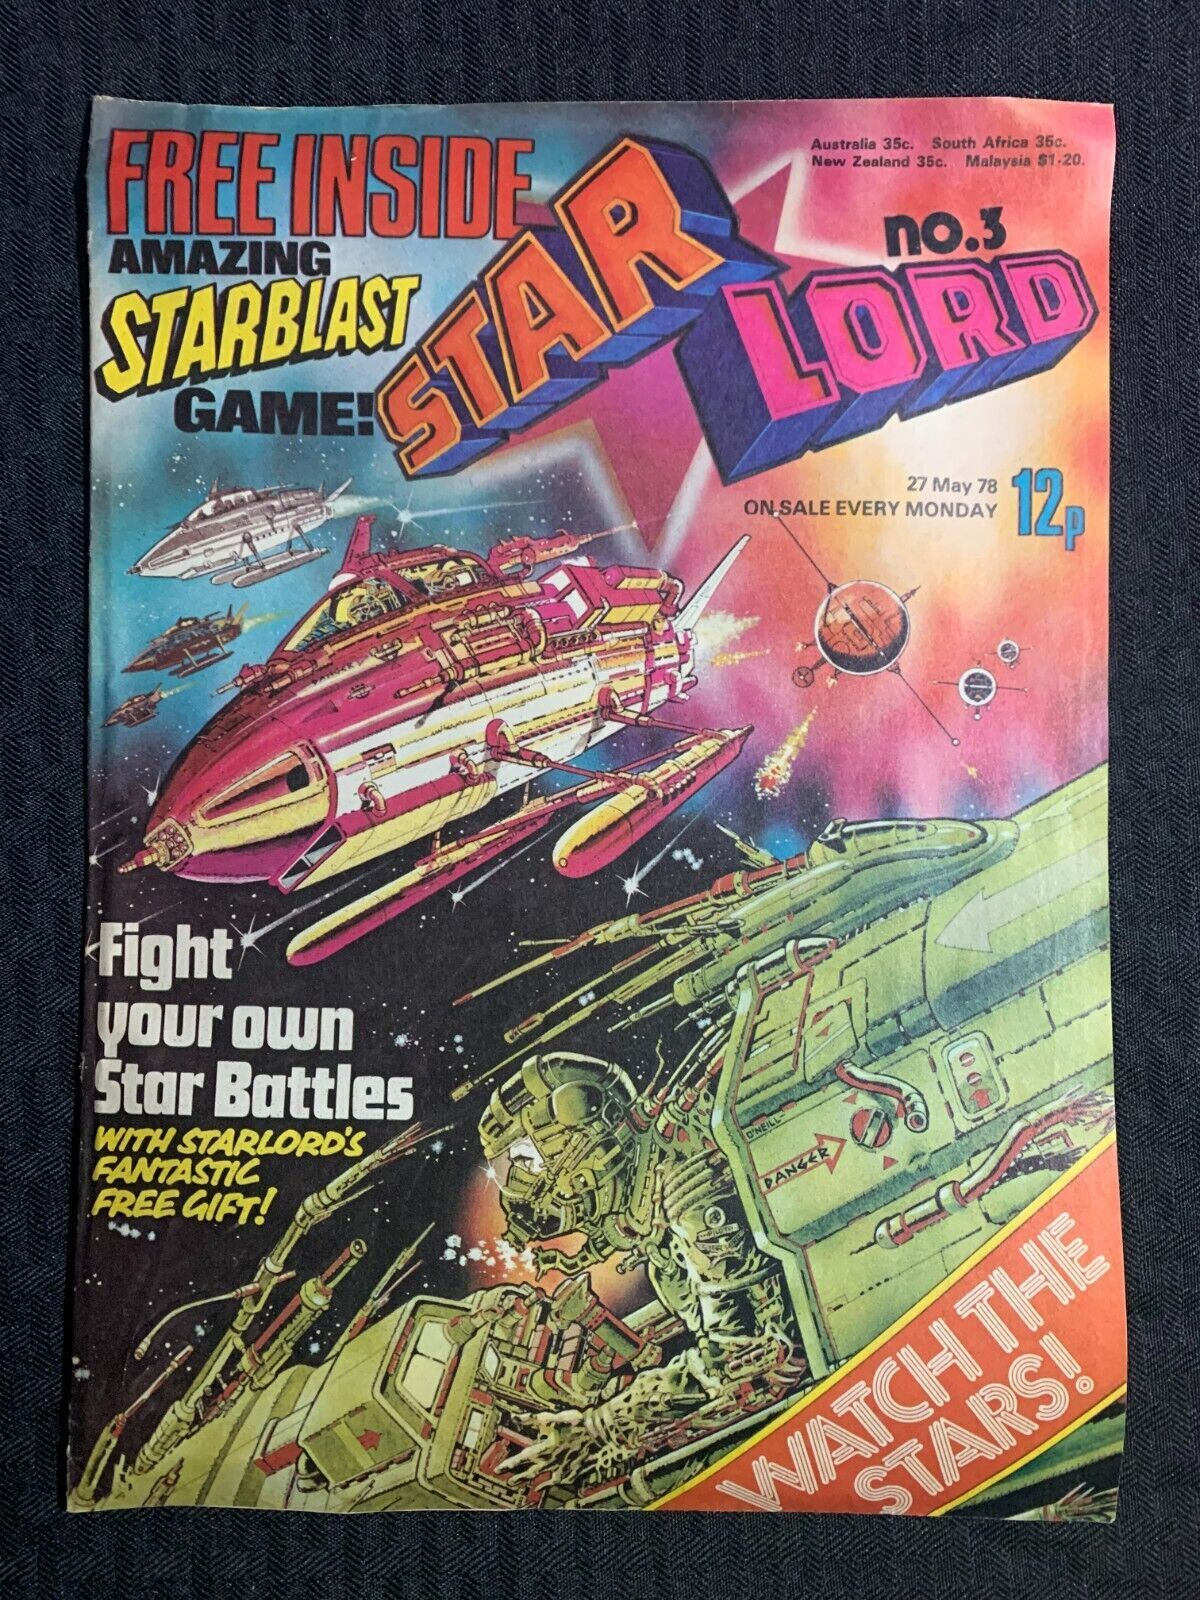 FREE INSIDE
AMAZING
STARBLAST
GAME!
STAR
LORD
Australia 35c. South Africa 35c.
New Zealand 35c. Malaysia $1·20.
no.3
27 May 78
ON SALE EVERY MONDAY
12p
Fight
your own
Star Battles
WITH STARLORD'S
FANTASTIC
FREE GIFT!
O'NEILL
DANGER
WATCH THE
STARS!